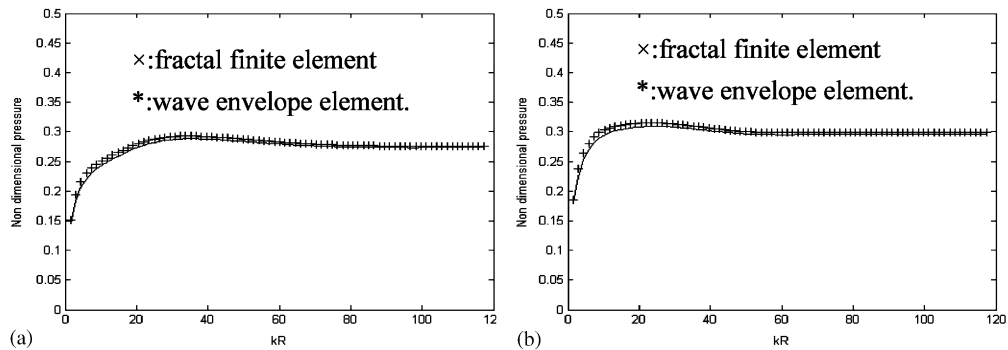 0.5
0.45
0.4
0.35
0.3
0.25
0.2
0.15
0.1
0.05
0
×:fractal finite element
*:wave envelope element.
Non dimensional pressure
0 20 40 60 80 100 12
kR
(a)
0.5
0.45
0.4
0.35
0.3
0.25
0.2
0.15
0.1
0.05
0
×:fractal finite element
*:wave envelope element.
Non dimensional pressure
0 20 40 60 80 100 120
kR
(b)